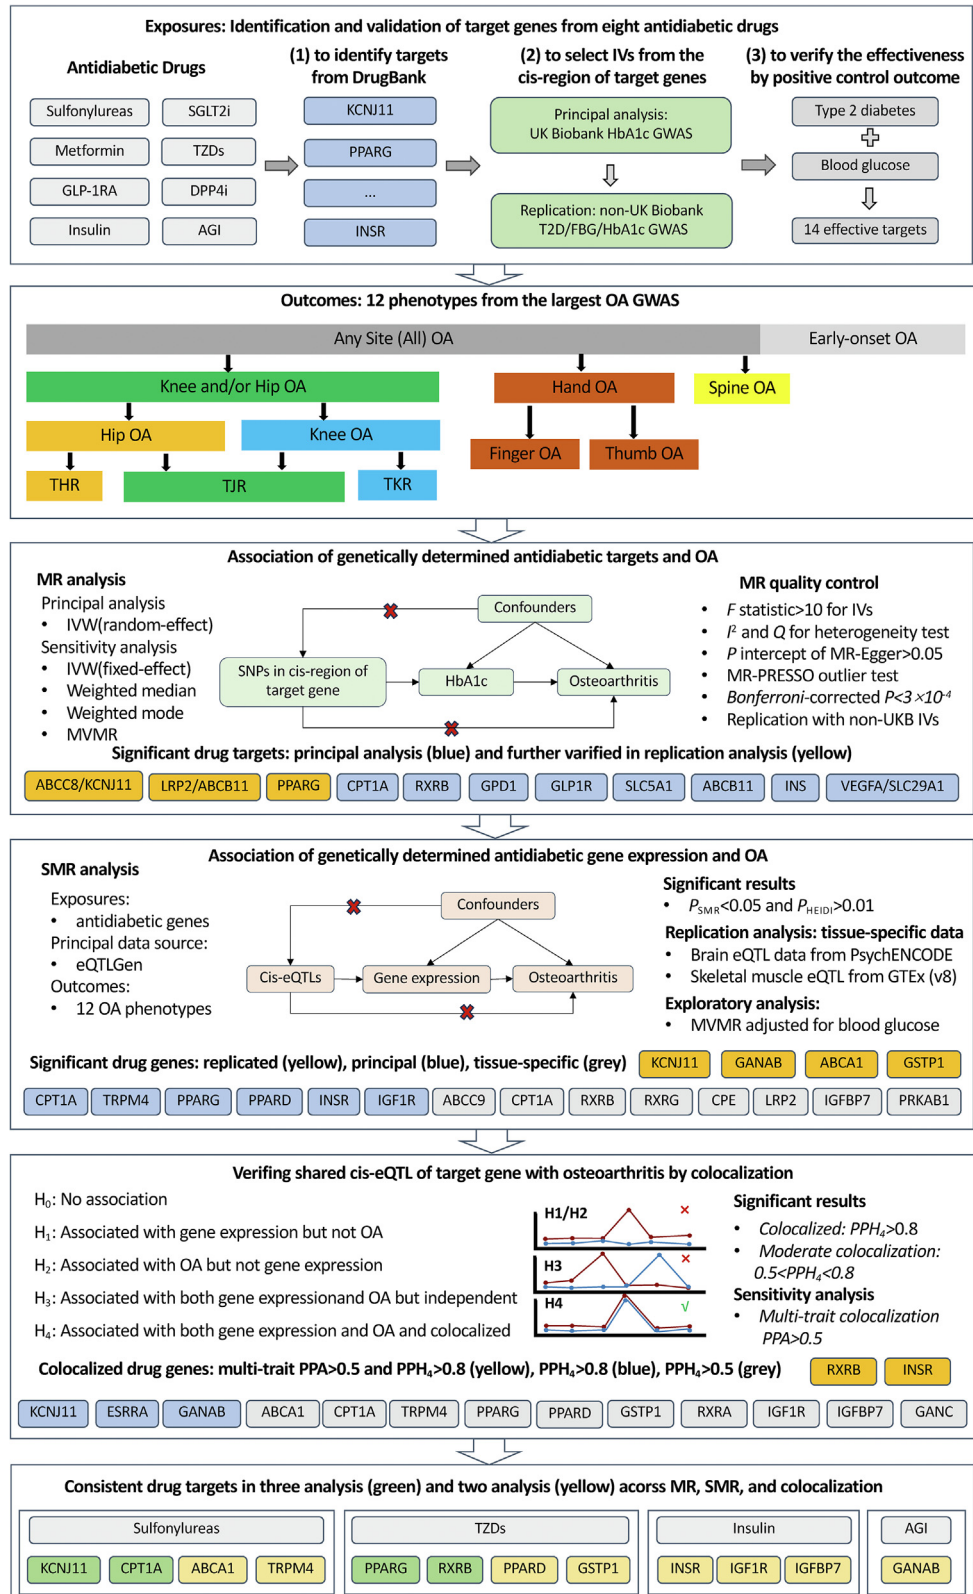 Exposures: Identification and validation of target genes from eight antidiabetic drugs
Antidiabetic Drugs
(1) to identify targets
from DrugBank
(2) to select IVs from the
cis-region of target genes
(3) to verify the effectiveness
by positive control outcome
Sulfonylureas
SGLT2i
Metformin
TZDs
GLP-1RA
DPP4i
Insulin
AGI
KCNJ11
PPARG
...
INSR
Principal analysis:
UK Biobank HbA1c GWAS
Replication: non-UK Biobank
T2D/FBG/HbA1c GWAS
Type 2 diabetes
Blood glucose
14 effective targets
Outcomes: 12 phenotypes from the largest OA GWAS
Any Site (All) OA
Early-onset OA
Knee and/or Hip OA
Hand OA
Spine OA
Hip OA
Knee OA
Finger OA
Thumb OA
THR
TJR
TKR
Association of genetically determined antidiabetic targets and OA
MR analysis
Principal analysis
• IVW(random-effect)
Sensitivity analysis
• IVW(fixed-effect)
• Weighted median
• Weighted mode
• MVMR
Confounders
SNPs in cis-region of
target gene
HbA1c
Osteoarthritis
MR quality control
• F statistic>10 for IVs
• I² and Q for heterogeneity test
• P intercept of MR-Egger>0.05
• MR-PRESSO outlier test
• Bonferroni-corrected P<3×10⁻⁴
• Replication with non-UKB IVs
Significant drug targets: principal analysis (blue) and further varified in replication analysis (yellow)
ABCC8/KCNJ11 LRP2/ABCB11 PPARG CPT1A RXRB GPD1 GLP1R SLC5A1 ABCB11 INS VEGFA/SLC29A1
Association of genetically determined antidiabetic gene expression and OA
SMR analysis
Exposures:
• antidiabetic genes
Principal data source:
• eQTLGen
Outcomes:
• 12 OA phenotypes
Confounders
Cis-eQTLs
Gene expression
Osteoarthritis
Significant results
• P_SMR<0.05 and P_HEIDI>0.01
Replication analysis: tissue-specific data
• Brain eQTL data from PsychENCODE
• Skeletal muscle eQTL from GTEx (v8)
Exploratory analysis:
• MVMR adjusted for blood glucose
Significant drug genes: replicated (yellow), principal (blue), tissue-specific (grey)
KCNJ11 GANAB ABCA1 GSTP1
CPT1A TRPM4 PPARG PPARD INSR IGF1R ABCC9 CPT1A RXRB RXRG CPE LRP2 IGFBP7 PRKAB1
Verifing shared cis-eQTL of target gene with osteoarthritis by colocalization
H₀: No association
H₁: Associated with gene expression but not OA
H₂: Associated with OA but not gene expression
H₃: Associated with both gene expressionand OA but independent
H₄: Associated with both gene expression and OA and colocalized
H1/H2 ×
H3 ×
H4 √
Significant results
• Colocalized: PPH₄>0.8
• Moderate colocalization:
0.5<PPH₄<0.8
Sensitivity analysis
• Multi-trait colocalization
PPA>0.5
Colocalized drug genes: multi-trait PPA>0.5 and PPH₄>0.8 (yellow), PPH₄>0.8 (blue), PPH₄>0.5 (grey)
RXRB INSR
KCNJ11 ESRRA GANAB ABCA1 CPT1A TRPM4 PPARG PPARD GSTP1 RXRA IGF1R IGFBP7 GANC
Consistent drug targets in three analysis (green) and two analysis (yellow) acorss MR, SMR, and colocalization
Sulfonylureas
TZDs
Insulin
AGI
KCNJ11 CPT1A ABCA1 TRPM4
PPARG RXRB PPARD GSTP1
INSR IGF1R IGFBP7
GANAB